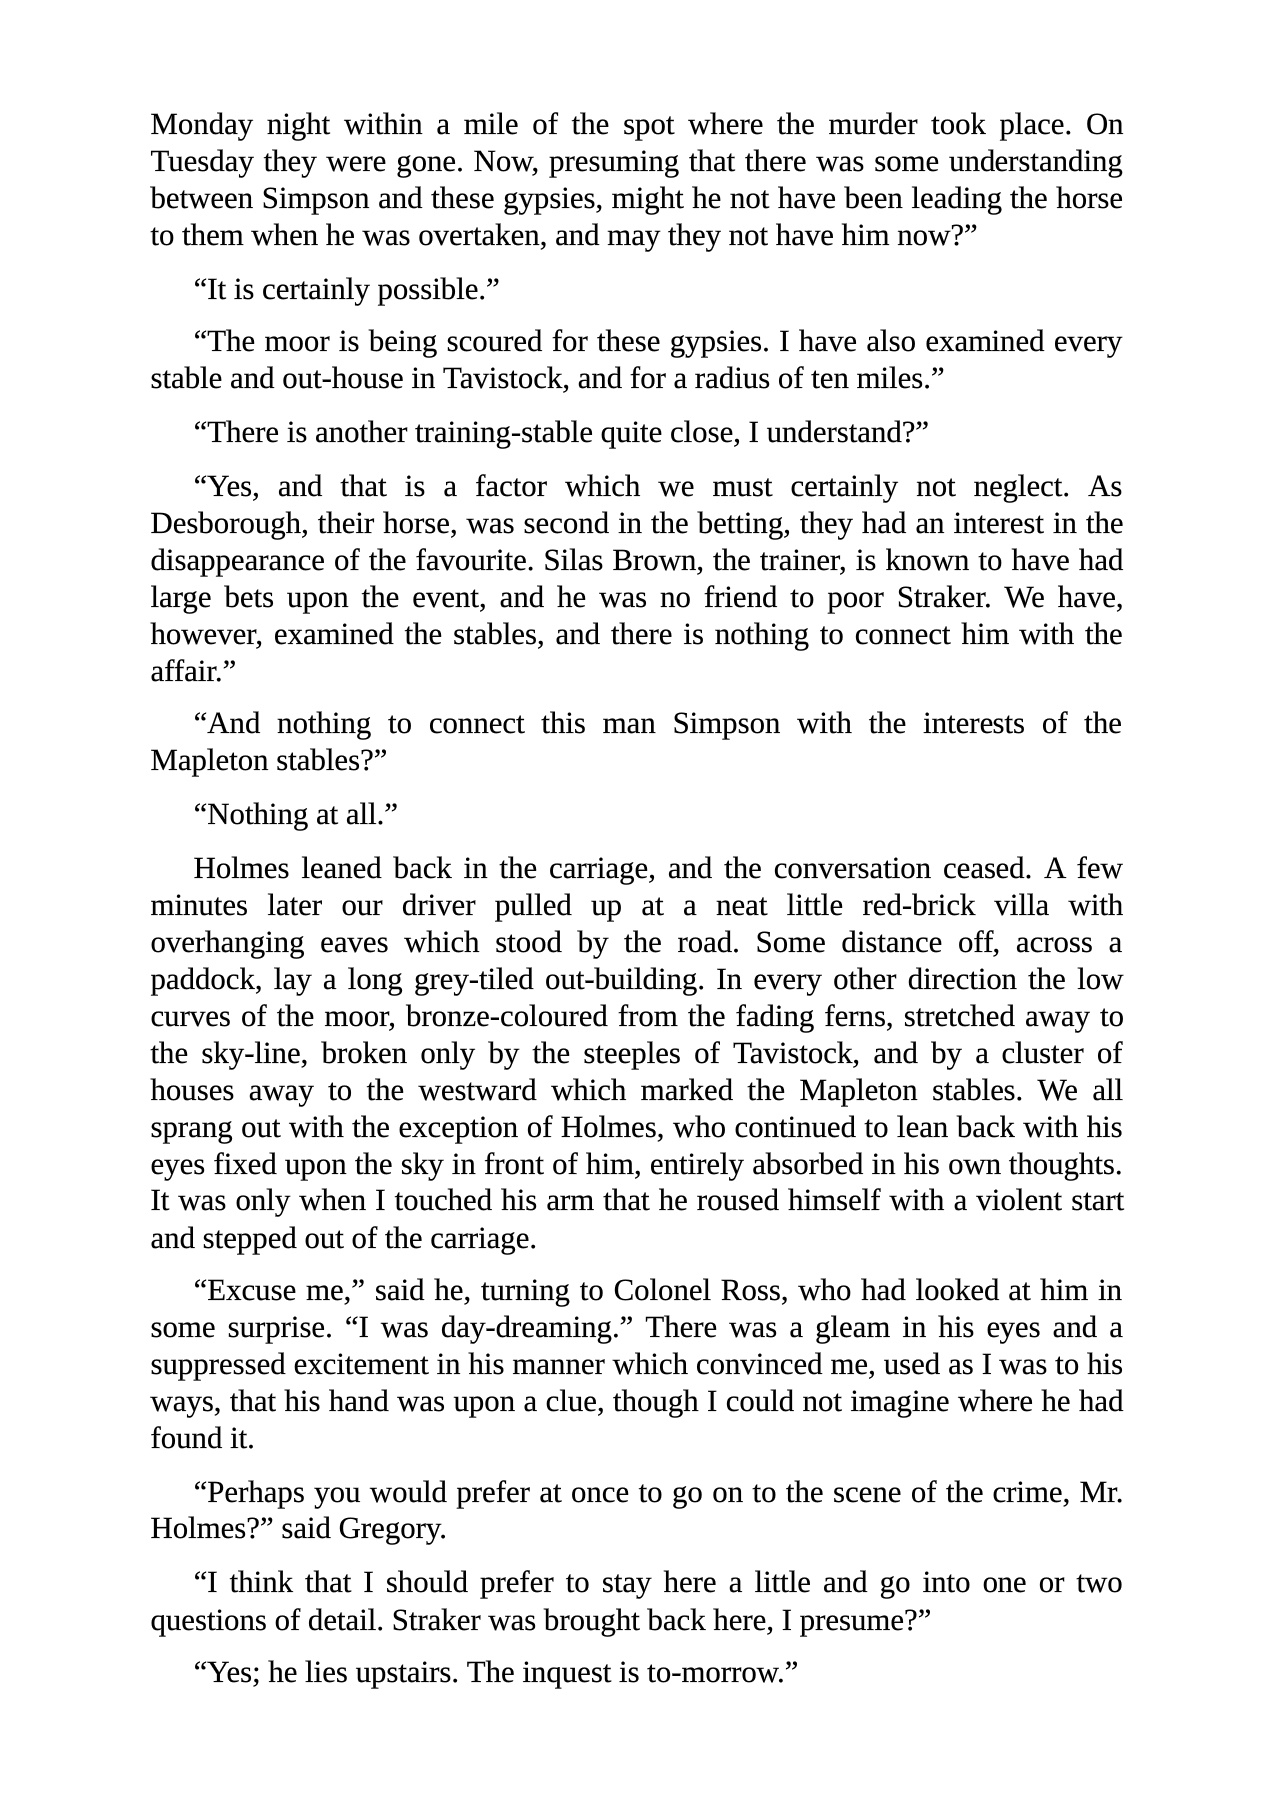 Monday night within a mile of the spot where the murder took place. On
Tuesday they were gone. Now, presuming that there was some understanding
between Simpson and these gypsies, might he not have been leading the horse
to them when he was overtaken, and may they not have him now?”
“It is certainly possible.”
“The moor is being scoured for these gypsies. I have also examined every
stable and out-house in Tavistock, and for a radius of ten miles.”
“There is another training-stable quite close, I understand?”
“Yes, and that is a factor which we must certainly not neglect. As
Desborough, their horse, was second in the betting, they had an interest in the
disappearance of the favourite. Silas Brown, the trainer, is known to have had
large bets upon the event, and he was no friend to poor Straker. We have,
however, examined the stables, and there is nothing to connect him with the
affair.”
“And nothing to connect this man Simpson with the interests of the
Mapleton stables?”
“Nothing at all.”
Holmes leaned back in the carriage, and the conversation ceased. A few
minutes later our driver pulled up at a neat little red-brick villa with
overhanging eaves which stood by the road. Some distance off, across a
paddock, lay a long grey-tiled out-building. In every other direction the low
curves of the moor, bronze-coloured from the fading ferns, stretched away to
the sky-line, broken only by the steeples of Tavistock, and by a cluster of
houses away to the westward which marked the Mapleton stables. We all
sprang out with the exception of Holmes, who continued to lean back with his
eyes fixed upon the sky in front of him, entirely absorbed in his own thoughts.
It was only when I touched his arm that he roused himself with a violent start
and stepped out of the carriage.
“Excuse me,” said he, turning to Colonel Ross, who had looked at him in
some surprise. “I was day-dreaming.” There was a gleam in his eyes and a
suppressed excitement in his manner which convinced me, used as I was to his
ways, that his hand was upon a clue, though I could not imagine where he had
found it.
“Perhaps you would prefer at once to go on to the scene of the crime, Mr.
Holmes?” said Gregory.
“I think that I should prefer to stay here a little and go into one or two
questions of detail. Straker was brought back here, I presume?”
“Yes; he lies upstairs. The inquest is to-morrow.”